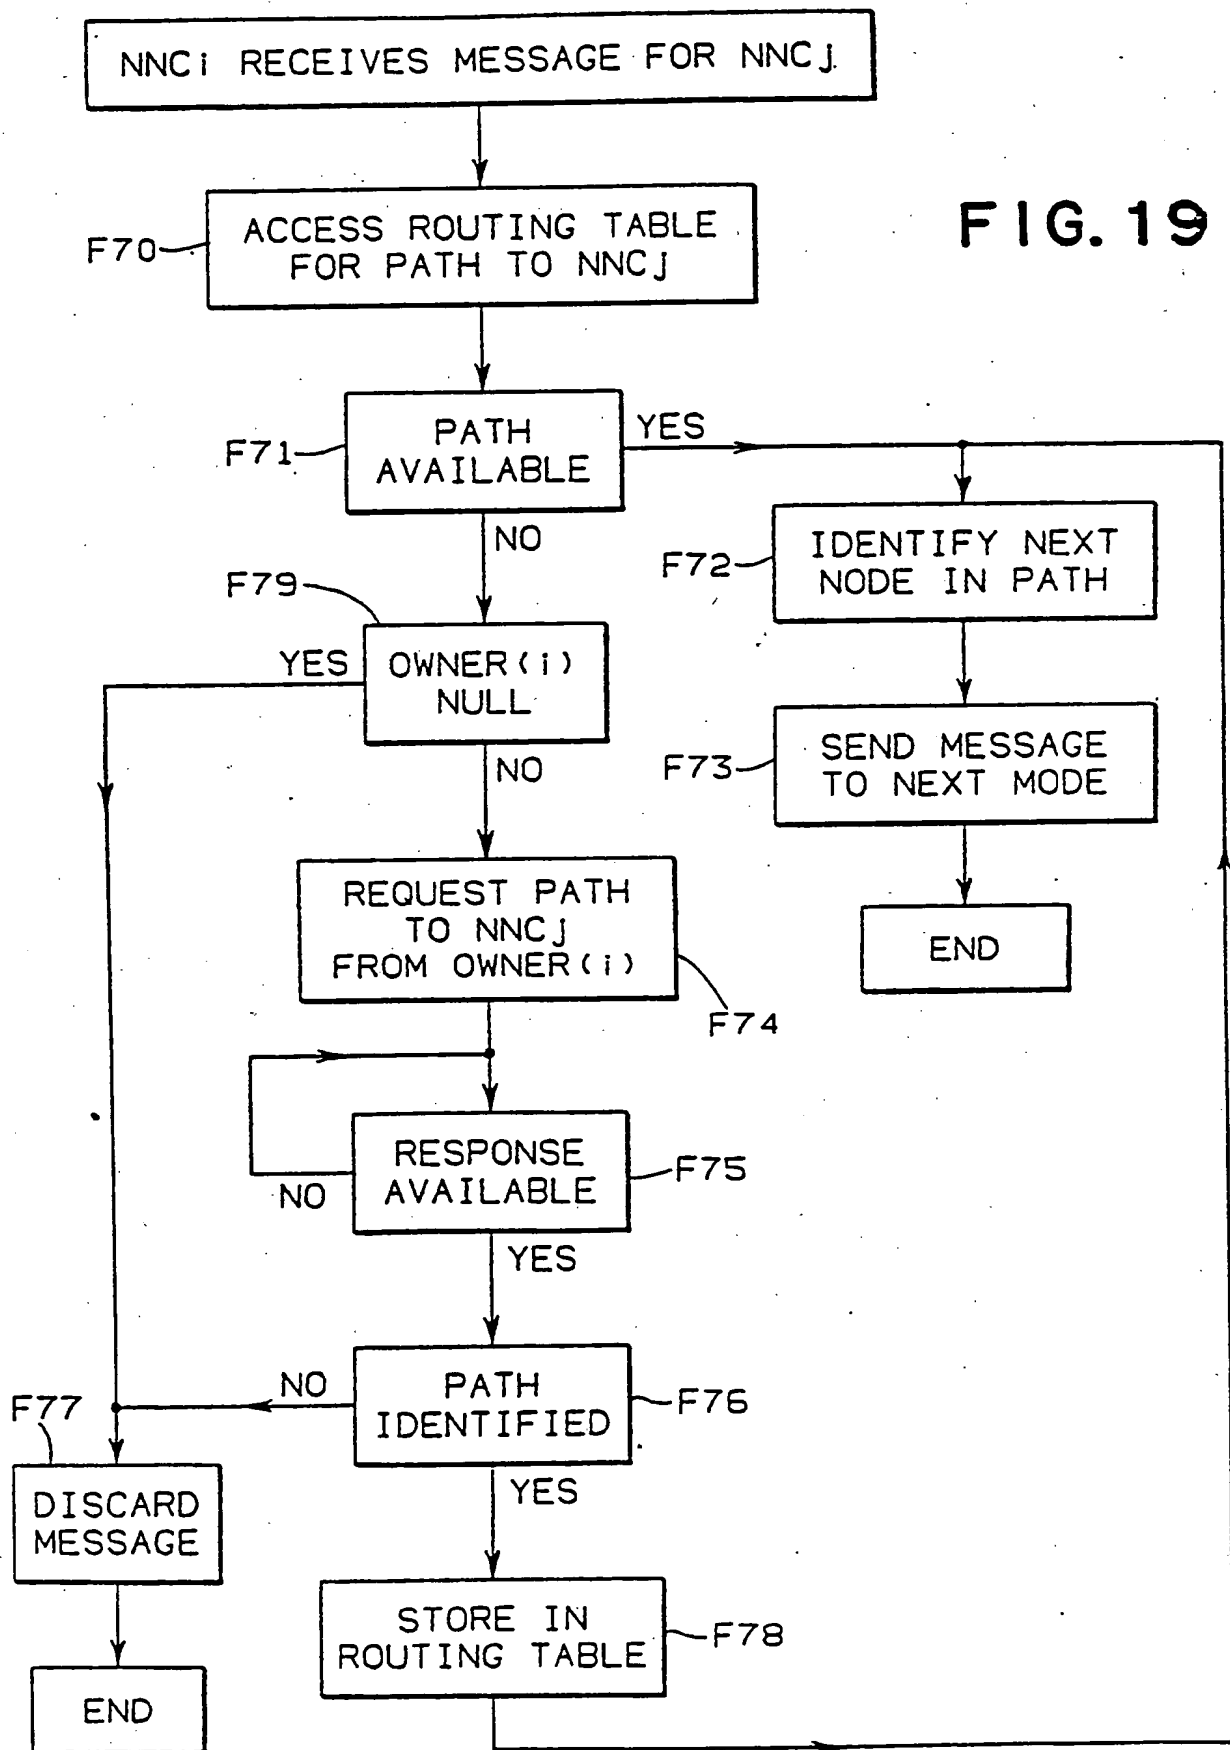 NNCi RECEIVES MESSAGE FOR NNCj
FIG. 19
F70
ACCESS ROUTING TABLE
FOR PATH TO NNCj
F71
PATH
AVAILABLE
YES
NO
F72
IDENTIFY NEXT
NODE IN PATH
F79
YES
OWNER(i)
NULL
NO
F73
SEND MESSAGE
TO NEXT MODE
REQUEST PATH
TO NNCj
FROM OWNER(i)
F74
END
RESPONSE
AVAILABLE
F75
NO
YES
F77
NO
PATH
IDENTIFIED
F76
YES
DISCARD
MESSAGE
STORE IN
ROUTING TABLE
F78
END